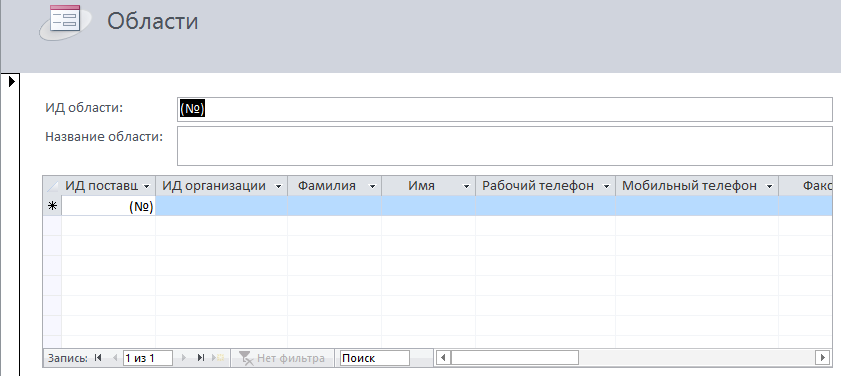 Области
ИД области: (№)
Название области:
ИД поставщ ИД организации Фамилия Имя Рабочий телефон Мобильный телефон Факс
(№)
Запись: 1 из 1 Нет фильтра Поиск